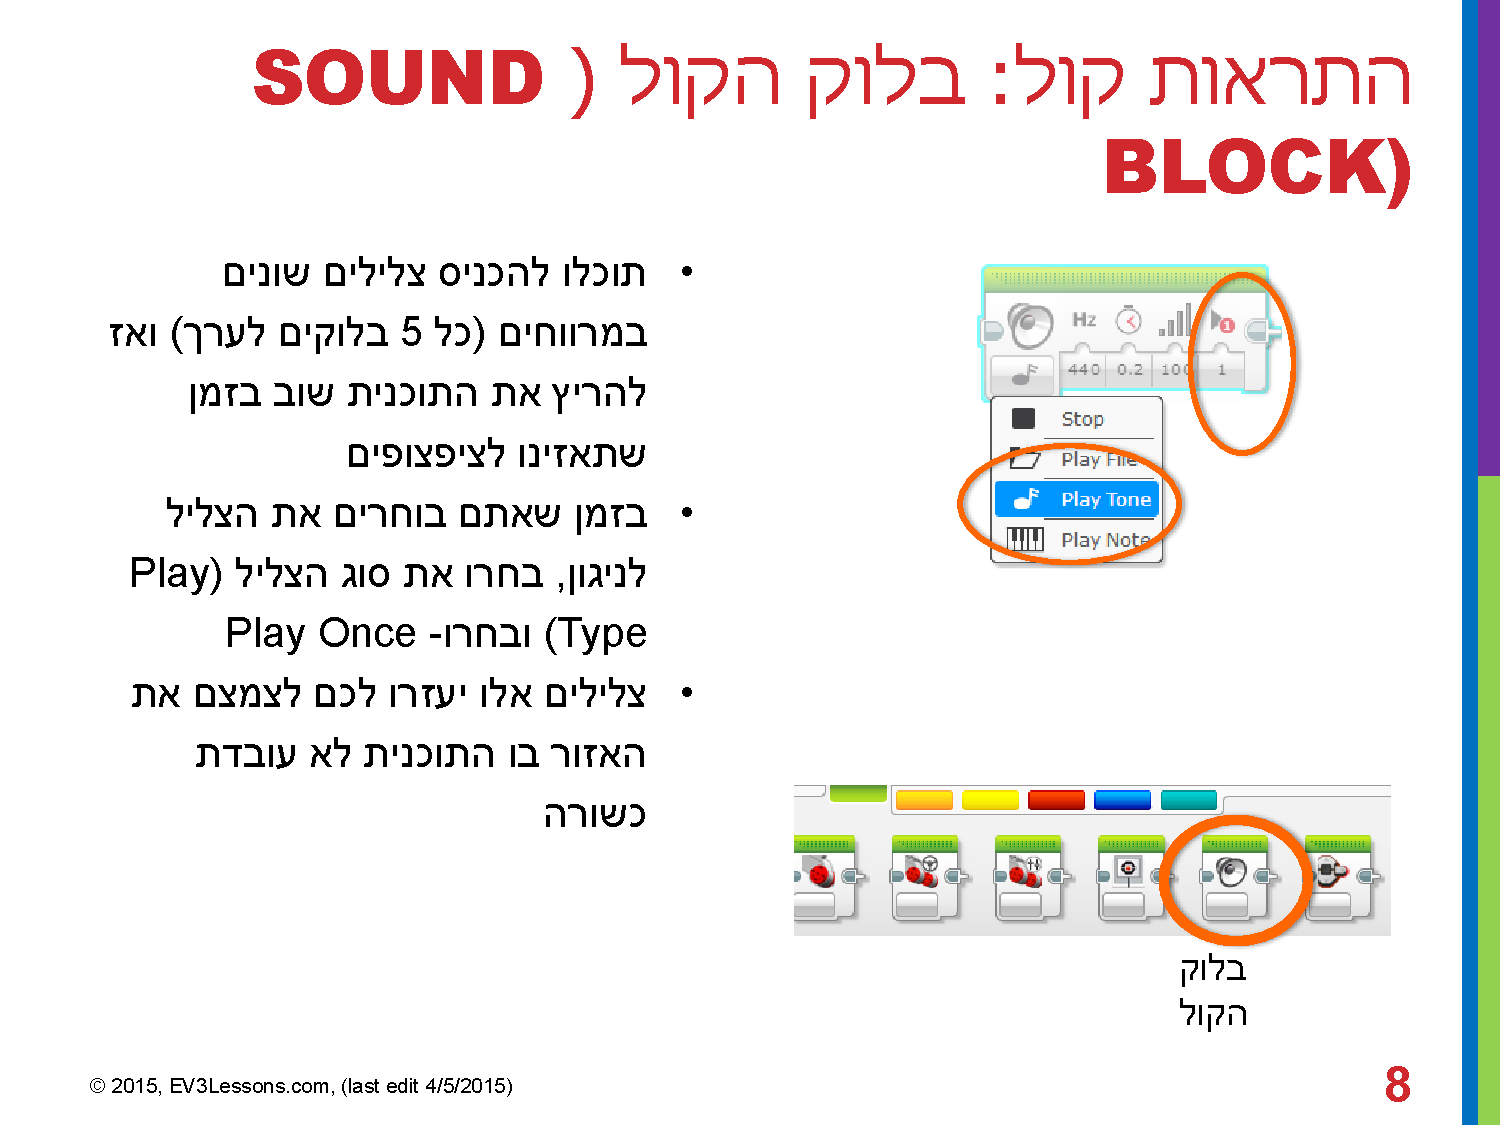 התראות קול: בלוק הקול (SOUND
BLOCK)
• תוכלו להכניס צלילים שונים
במרווחים (כל 5 בלוקים לערך) ואז
להריץ את התוכנית שוב בזמן
שתאזינו לציפצופים
• בזמן שאתם בוחרים את הצליל
לניגון, בחרו את סוג הצליל (Play
Type) ובחרו- Play Once
• צלילים אלו יעזרו לכם לצמצם את
האזור בו התוכנית לא עובדת
כשורה
Hz
1
440 0.2 100 1
Stop
Play File
Play Tone
Play Note
בלוק
הקול
© 2015, EV3Lessons.com, (last edit 4/5/2015)
8